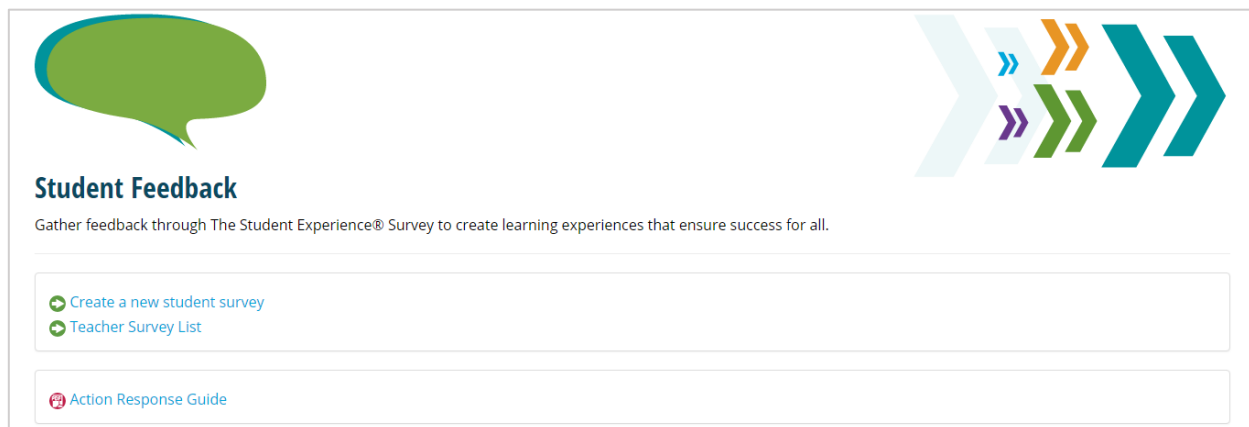 Student Feedback
Gather feedback through The Student Experience® Survey to create learning experiences that ensure success for all.
Create a new student survey
Teacher Survey List
Action Response Guide